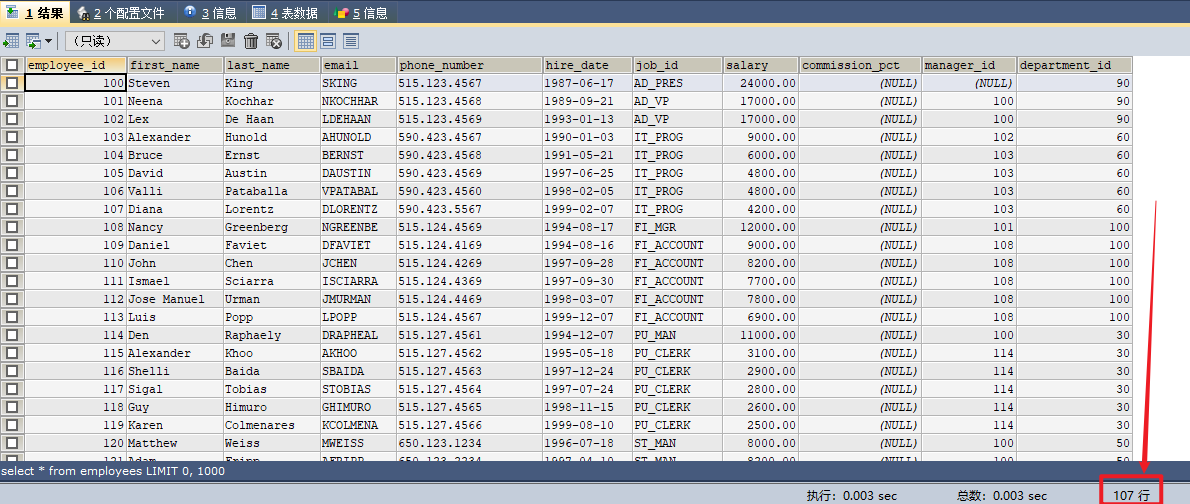 1 结果 2 个配置文件 3 信息 4 表数据 5 信息
（只读）
employee_id first_name last_name email phone_number hire_date job_id salary commission_pct manager_id department_id
100 Steven King SKING 515.123.4567 1987-06-17 AD_PRES 24000.00 (NULL) (NULL) 90
101 Neena Kochhar NKOCHHAR 515.123.4568 1989-09-21 AD_VP 17000.00 (NULL) 100 90
102 Lex De Haan LDEHAAN 515.123.4569 1993-01-13 AD_VP 17000.00 (NULL) 100 90
103 Alexander Hunold AHUNOLD 590.423.4567 1990-01-03 IT_PROG 9000.00 (NULL) 102 60
104 Bruce Ernst BERNST 590.423.4568 1991-05-21 IT_PROG 6000.00 (NULL) 103 60
105 David Austin DAUSTIN 590.423.4569 1997-06-25 IT_PROG 4800.00 (NULL) 103 60
106 Valli Pataballa VPATABAL 590.423.4560 1998-02-05 IT_PROG 4800.00 (NULL) 103 60
107 Diana Lorentz DLORENTZ 590.423.5567 1999-02-07 IT_PROG 4200.00 (NULL) 103 60
108 Nancy Greenberg NGREENBE 515.124.4569 1994-08-17 FI_MGR 12000.00 (NULL) 101 100
109 Daniel Faviet DFAVIET 515.124.4169 1994-08-16 FI_ACCOUNT 9000.00 (NULL) 108 100
110 John Chen JCHEN 515.124.4269 1997-09-28 FI_ACCOUNT 8200.00 (NULL) 108 100
111 Ismael Sciarra ISCIARRA 515.124.4369 1997-09-30 FI_ACCOUNT 7700.00 (NULL) 108 100
112 Jose Manuel Urman JMURMAN 515.124.4469 1998-03-07 FI_ACCOUNT 7800.00 (NULL) 108 100
113 Luis Popp LPOPP 515.124.4567 1999-12-07 FI_ACCOUNT 6900.00 (NULL) 108 100
114 Den Raphaely DRAPHEAL 515.127.4561 1994-12-07 PU_MAN 11000.00 (NULL) 100 30
115 Alexander Khoo AKHOO 515.127.4562 1995-05-18 PU_CLERK 3100.00 (NULL) 114 30
116 Shelli Baida SBAIDA 515.127.4563 1997-12-24 PU_CLERK 2900.00 (NULL) 114 30
117 Sigal Tobias STOBIAS 515.127.4564 1997-07-24 PU_CLERK 2800.00 (NULL) 114 30
118 Guy Himuro GHIMURO 515.127.4565 1998-11-15 PU_CLERK 2600.00 (NULL) 114 30
119 Karen Colmenares KCOLMENA 515.127.4566 1999-08-10 PU_CLERK 2500.00 (NULL) 114 30
120 Matthew Weiss MWEISS 650.123.1234 1996-07-18 ST_MAN 8000.00 (NULL) 100 50
select * from employees LIMIT 0, 1000
执行: 0.003 sec 总数: 0.003 sec 107 行